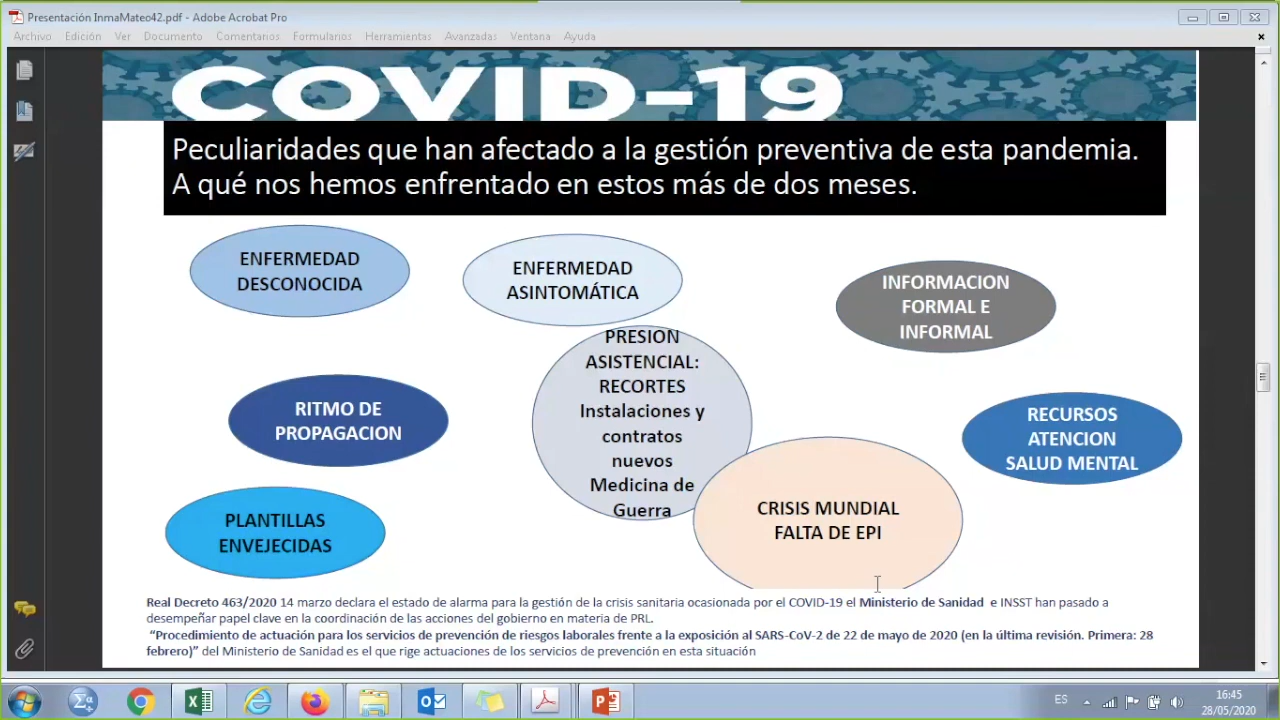 Presentación InmaMateo42.pdf - Adobe Acrobat Pro
Archivo Edición Ver Documento Comentarios Formularios Herramientas Avanzadas Ventana Ayuda
COVID-19
Peculiaridades que han afectado a la gestión preventiva de esta pandemia.
A qué nos hemos enfrentado en estos más de dos meses.
ENFERMEDAD
DESCONOCIDA
ENFERMEDAD
ASINTOMÁTICA
INFORMACION
FORMAL E
INFORMAL
PRESION
ASISTENCIAL:
RECORTES
Instalaciones y
contratos
nuevos
Medicina de
Guerra
RITMO DE
PROPAGACION
RECURSOS
ATENCION
SALUD MENTAL
PLANTILLAS
ENVEJECIDAS
CRISIS MUNDIAL
FALTA DE EPI
Real Decreto 463/2020 14 marzo declara el estado de alarma para la gestión de la crisis sanitaria ocasionada por el COVID-19 el Ministerio de Sanidad e INSST han pasado a
desempeñar papel clave en la coordinación de las acciones del gobierno en materia de PRL.
“Procedimiento de actuación para los servicios de prevención de riesgos laborales frente a la exposición al SARS-CoV-2 de 22 de mayo de 2020 (en la última revisión. Primera: 28
febrero)” del Ministerio de Sanidad es el que rige actuaciones de los servicios de prevención en esta situación
ES
16:45
28/05/2020